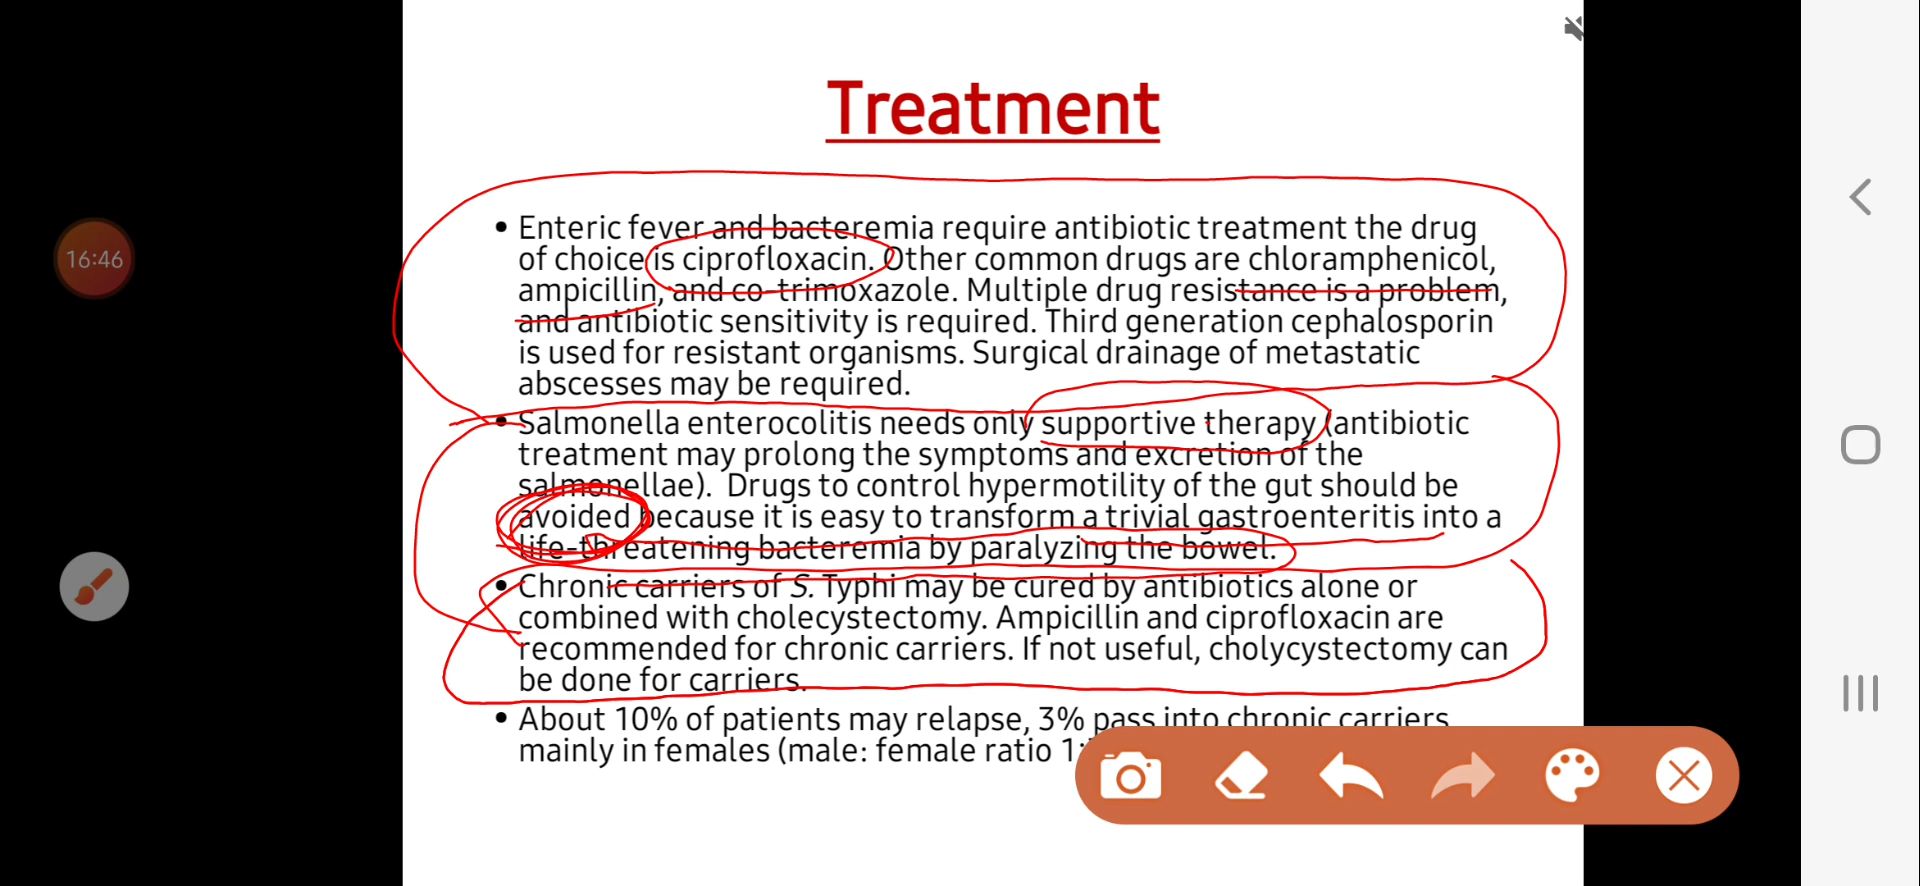 Treatment
16:46
• Enteric fever and bacteremia require antibiotic treatment the drug
of choice is ciprofloxacin. Other common drugs are chloramphenicol,
ampicillin, and co-trimoxazole. Multiple drug resistance is a problem,
and antibiotic sensitivity is required. Third generation cephalosporin
is used for resistant organisms. Surgical drainage of metastatic
abscesses may be required.
• Salmonella enterocolitis needs only supportive therapy (antibiotic
treatment may prolong the symptoms and excretion of the
salmonellae).  Drugs to control hypermotility of the gut should be
avoided because it is easy to transform a trivial gastroenteritis into a
life-threatening bacteremia by paralyzing the bowel.
• Chronic carriers of S. Typhi may be cured by antibiotics alone or
combined with cholecystectomy. Ampicillin and ciprofloxacin are
recommended for chronic carriers. If not useful, cholycystectomy can
be done for carriers.
• About 10% of patients may relapse, 3% pass into chronic carriers
mainly in females (male: female ratio 1: